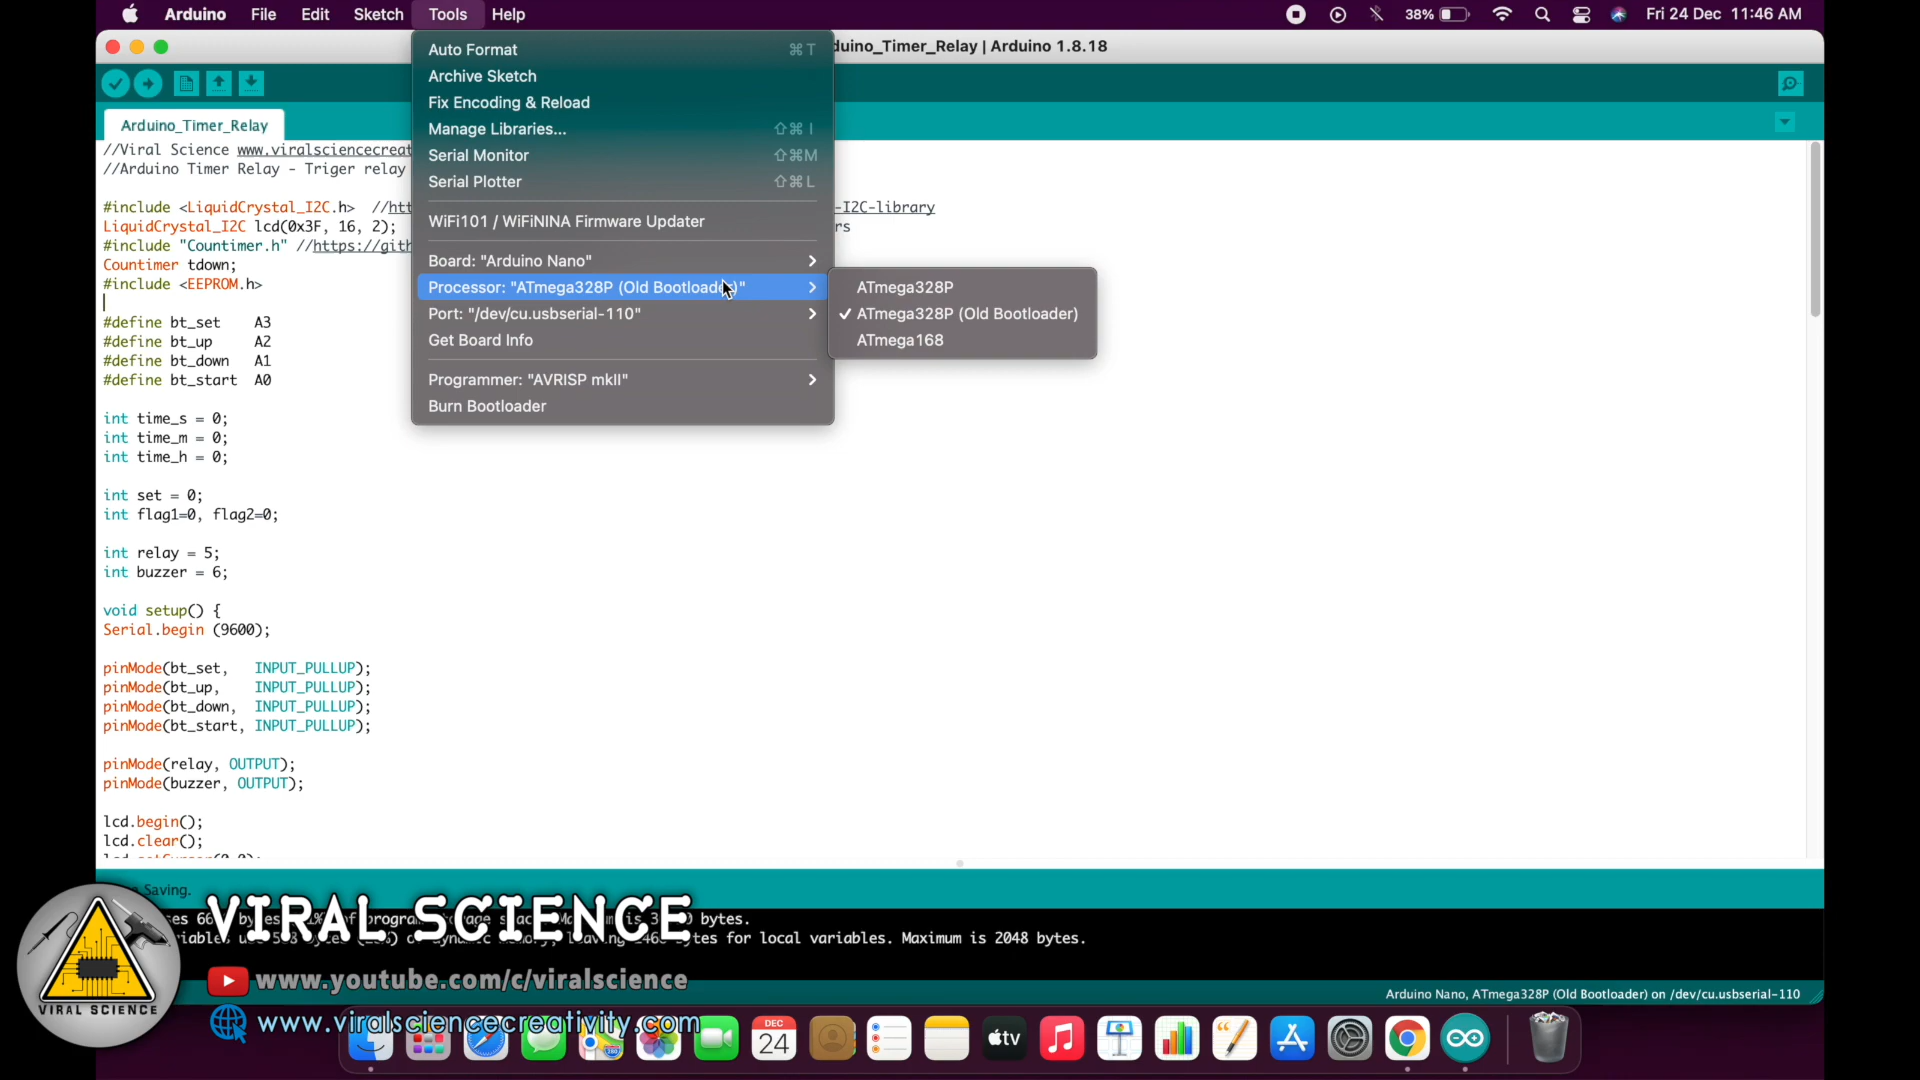 Arduino File Edit Sketch Tools Help 38% Fri 24 Dec 11:46 AM
duino_Timer_Relay | Arduino 1.8.18
Auto Format ⌘ T
Archive Sketch
Fix Encoding & Reload
Manage Libraries... ⇧⌘ I
Serial Monitor ⇧⌘M
Serial Plotter ⇧⌘ L
WiFi101 / WiFiNINA Firmware Updater
Board: "Arduino Nano"
Processor: "ATmega328P (Old Bootloader)"
Port: "/dev/cu.usbserial-110"
Get Board Info
Programmer: "AVRISP mkII"
Burn Bootloader
ATmega328P
✓ ATmega328P (Old Bootloader)
ATmega168
Arduino_Timer_Relay
//Viral Science www.viralsciencecreat
//Arduino Timer Relay - Triger relay
#include <LiquidCrystal_I2C.h> //htt -I2C-library
LiquidCrystal_I2C lcd(0x3F, 16, 2); rs
#include "Countimer.h" //https://gith
Countimer tdown;
#include <EEPROM.h>
#define bt_set A3
#define bt_up A2
#define bt_down A1
#define bt_start A0
int time_s = 0;
int time_m = 0;
int time_h = 0;
int set = 0;
int flag1=0, flag2=0;
int relay = 5;
int buzzer = 6;
void setup() {
Serial.begin (9600);
pinMode(bt_set, INPUT_PULLUP);
pinMode(bt_up, INPUT_PULLUP);
pinMode(bt_down, INPUT_PULLUP);
pinMode(bt_start, INPUT_PULLUP);
pinMode(relay, OUTPUT);
pinMode(buzzer, OUTPUT);
lcd.begin();
lcd.clear();
Saving.
bytes.
bytes for local variables. Maximum is 2048 bytes.
VIRAL SCIENCE
www.youtube.com/c/viralscience
www.viralsciencecreativity.com
VIRAL SCIENCE
Arduino Nano, ATmega328P (Old Bootloader) on /dev/cu.usbserial-110
DEC
24
tv